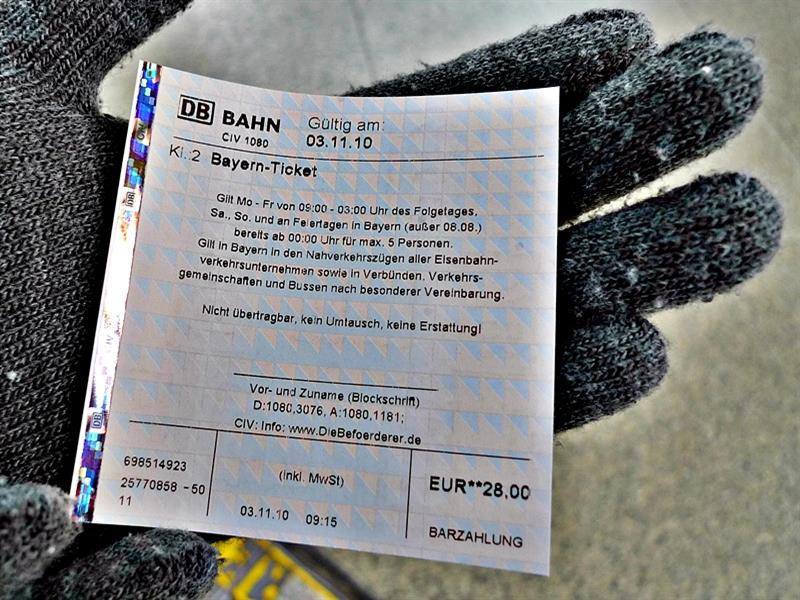 DB BAHN Gültig am:
CIV 1080 03.11.10
Kl.:2 Bayern-Ticket
Gilt Mo - Fr von 09:00 - 03:00 Uhr des Folgetages,
Sa., So. und an Feiertagen in Bayern (außer 08.08.)
bereits ab 00:00 Uhr für max. 5 Personen.
Gilt in Bayern in den Nahverkehrszügen aller Eisenbahn-
verkehrsunternehmen sowie in Verbünden, Verkehrs-
gemeinschaften und Bussen nach besonderer Vereinbarung.
Nicht übertragbar, kein Umtausch, keine Erstattung!
Vor- und Zuname (Blockschrift)
D:1080,3076, A:1080,1181;
CIV: Info: www.DieBefoerderer.de
698514923
25770858 -50
11
(inkl. MwSt)
03.11.10 09:15
EUR**28,00
BARZAHLUNG
DB
DB